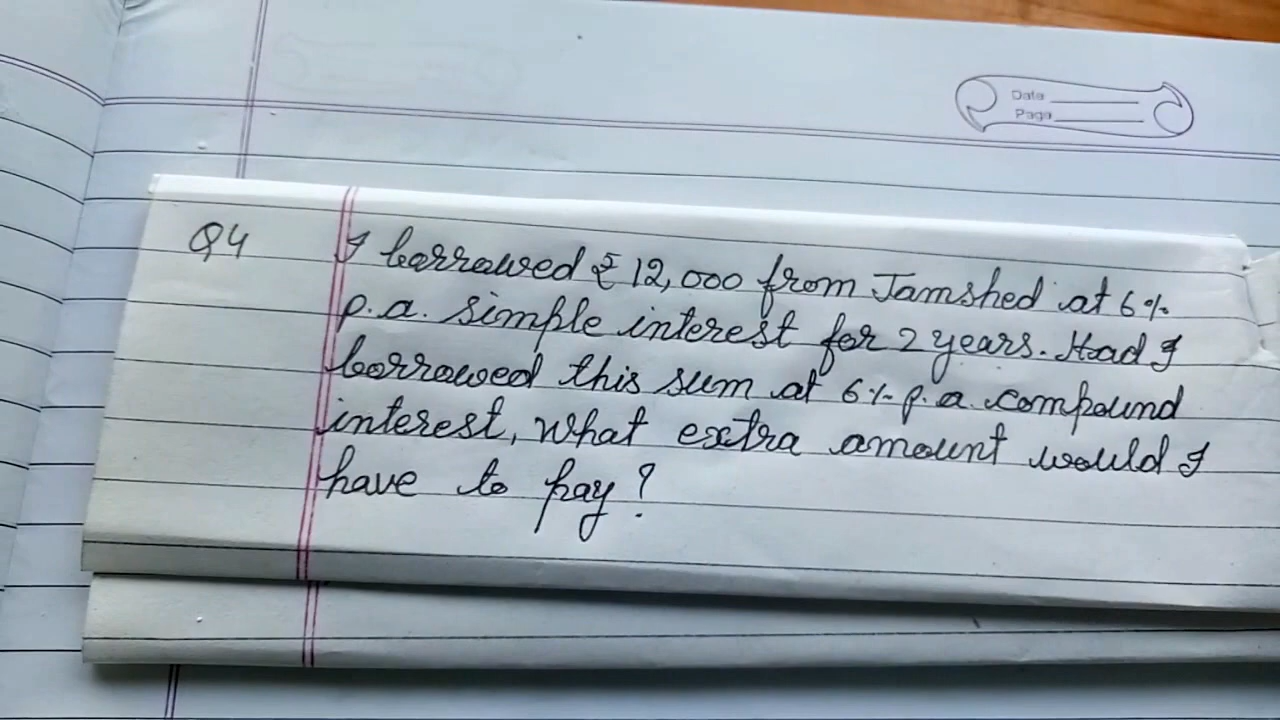 Date
Page
Q4 I borrowed ₹ 12,000 from Jamshed at 6%
p.a. simple interest for 2 years. Had I
borrowed this sum at 6% p.a. compound
interest, What extra amount would I
have to pay?